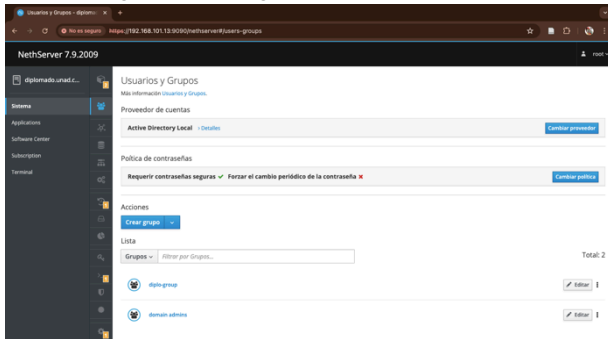 Usuarios y Grupos - diploma
No es seguro https://192.168.101.13:9090/nethserver#/users-groups
NethServer 7.9.2009
root
diplomado.unad.c...
Sistema
Applications
Software Center
Subscription
Terminal
Usuarios y Grupos
Más información Usuarios y Grupos.
Proveedor de cuentas
Active Directory Local Detalles
Cambiar proveedor
Política de contraseñas
Requerir contraseñas seguras ✔ Forzar el cambio periódico de la contraseña ✖
Cambiar política
Acciones
Crear grupo
Lista
Grupos Filtrar por Grupos...
Total: 2
diplo-group
Editar
domain admins
Editar